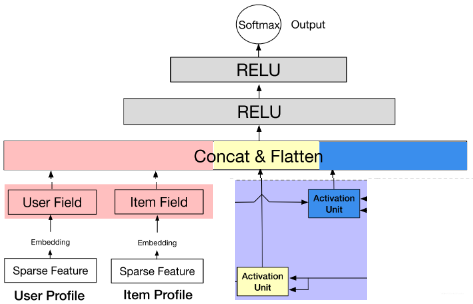 Softmax Output
RELU
RELU
Concat & Flatten
User Field Item Field
Activation
Unit
Embedding Embedding
Sparse Feature Sparse Feature
Activation
Unit
User Profile Item Profile